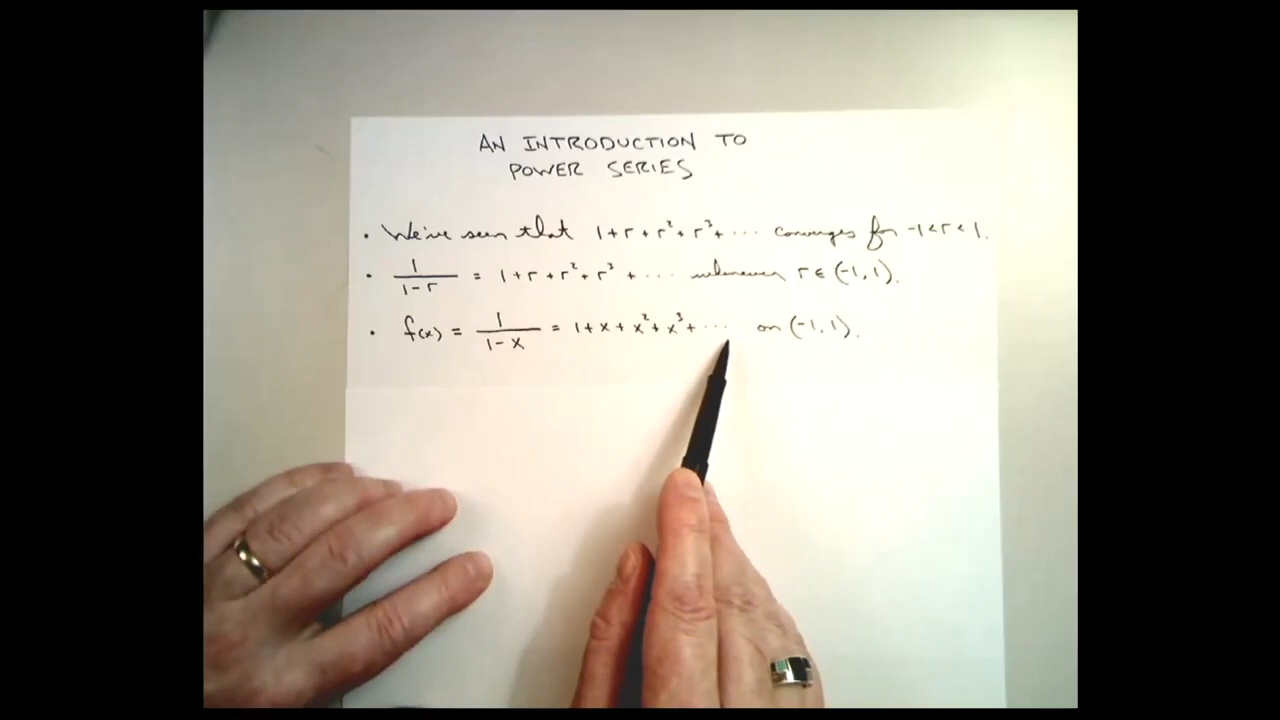 AN INTRODUCTION TO
POWER SERIES
• We've seen that 1+r+r²+r³+... converges for -1<r<1.
• 1/(1-r) = 1+r+r²+r³+... whenever r∈(-1,1).
• f(x) = 1/(1-x) = 1+x+x²+x³+... on (-1,1).